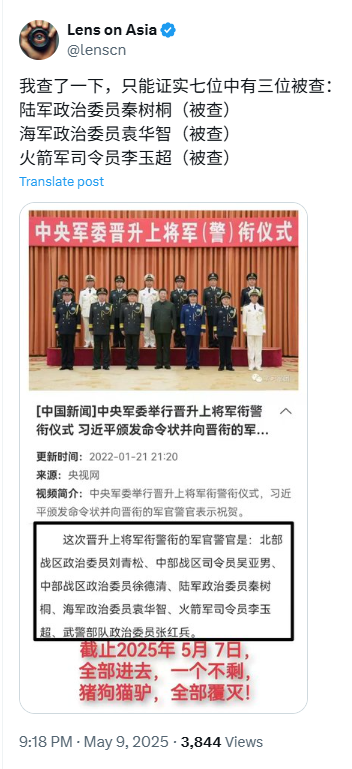 Lens on Asia
@lenscn
我查了一下，只能证实七位中有三位被查：
陆军政治委员秦树桐（被查）
海军政治委员袁华智（被查）
火箭军司令员李玉超（被查）
Translate post
中央军委晋升上将军(警)衔仪式
[中国新闻]中央军委举行晋升上将军衔警
衔仪式 习近平颁发命令状并向晋衔的军...
更新时间：2022-01-21 21:20
来源：央视网
视频简介：中央军委举行晋升上将军衔警衔仪式，习近
平颁发命令状并向晋衔的军官警官表示祝贺。
这次晋升上将军衔警衔的军官警官是：北部
战区政治委员刘青松、中部战区司令员吴亚男、
中部战区政治委员徐德清、陆军政治委员秦树
桐、海军政治委员袁华智、火箭军司令员李玉
超、武警部队政治委员张红兵。
截止2025年 5月 7日，
全部进去，一个不剩，
猪狗猫驴，全部覆灭！
9:18 PM · May 9, 2025 · 3,844 Views